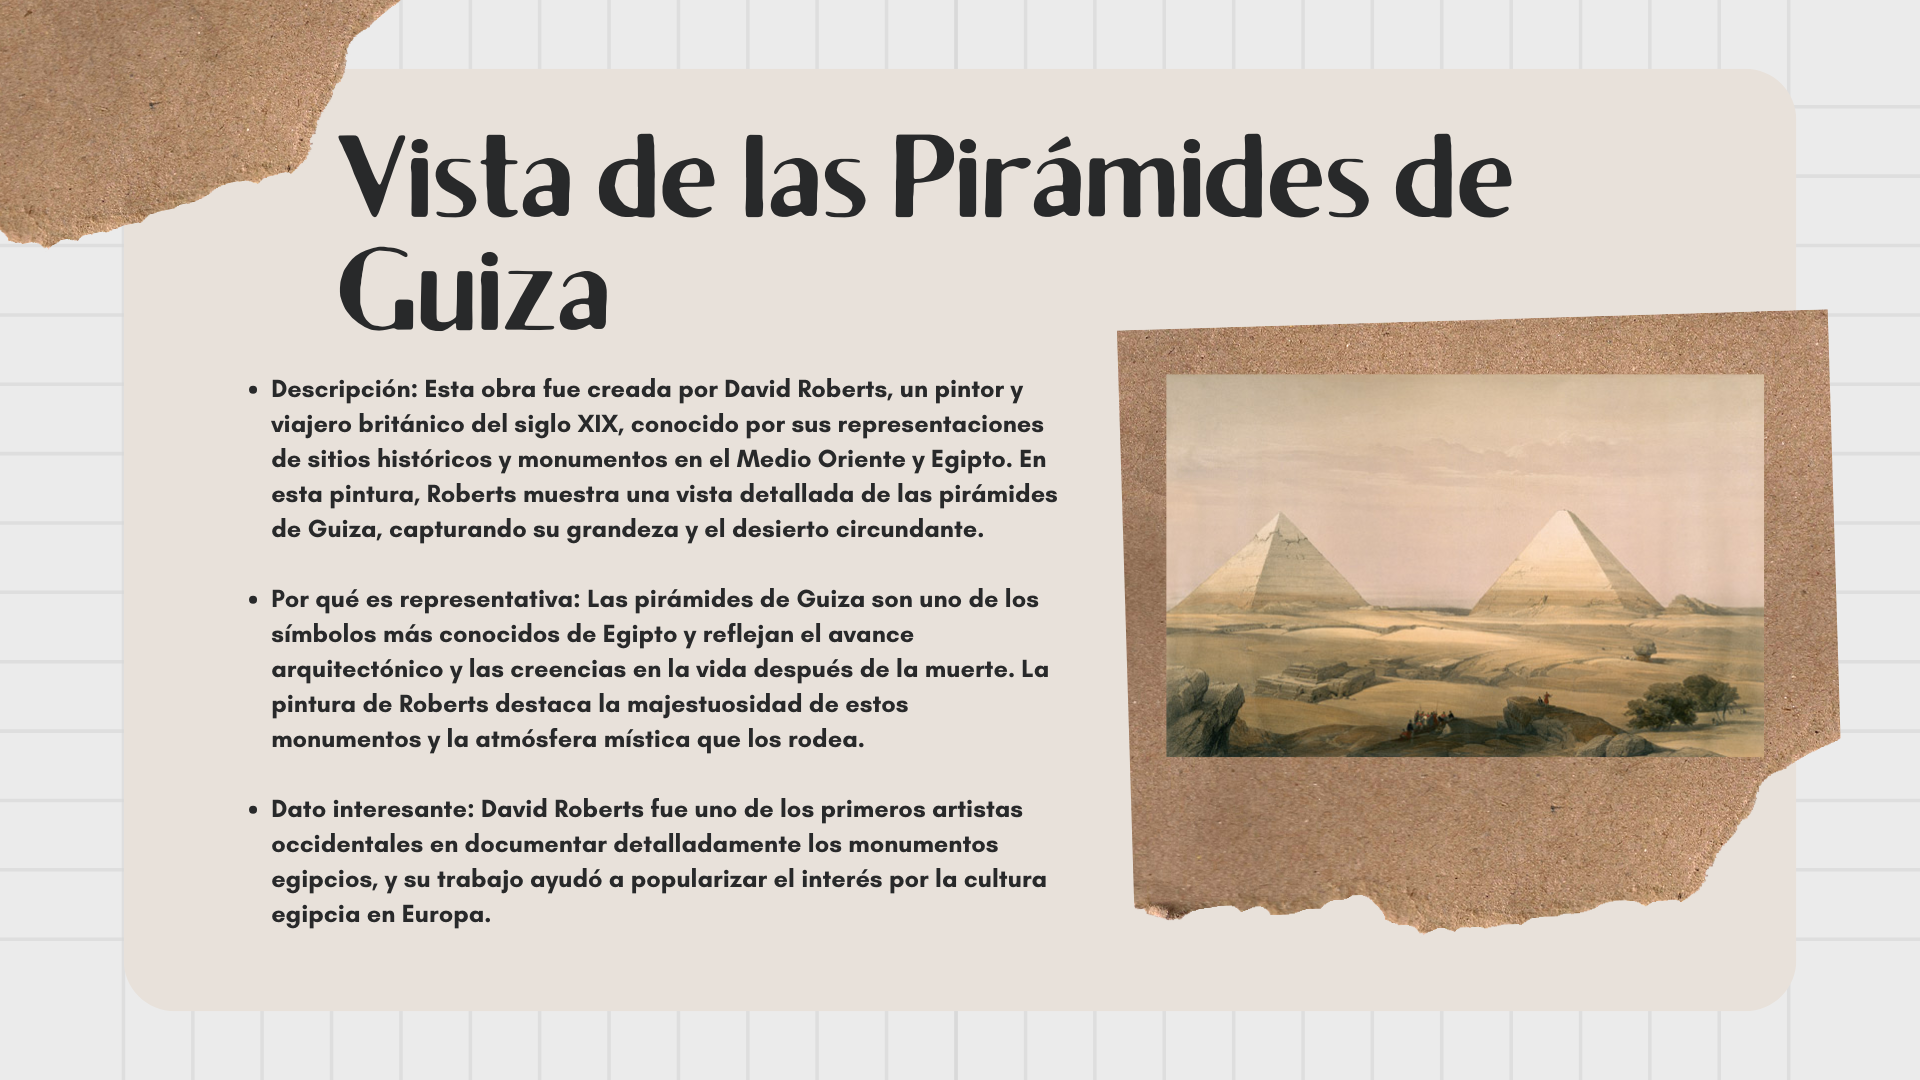 Vista de las Pirámides de
Guiza
• Descripción: Esta obra fue creada por David Roberts, un pintor y
viajero británico del siglo XIX, conocido por sus representaciones
de sitios históricos y monumentos en el Medio Oriente y Egipto. En
esta pintura, Roberts muestra una vista detallada de las pirámides
de Guiza, capturando su grandeza y el desierto circundante.
• Por qué es representativa: Las pirámides de Guiza son uno de los
símbolos más conocidos de Egipto y reflejan el avance
arquitectónico y las creencias en la vida después de la muerte. La
pintura de Roberts destaca la majestuosidad de estos
monumentos y la atmósfera mística que los rodea.
• Dato interesante: David Roberts fue uno de los primeros artistas
occidentales en documentar detalladamente los monumentos
egipcios, y su trabajo ayudó a popularizar el interés por la cultura
egipcia en Europa.